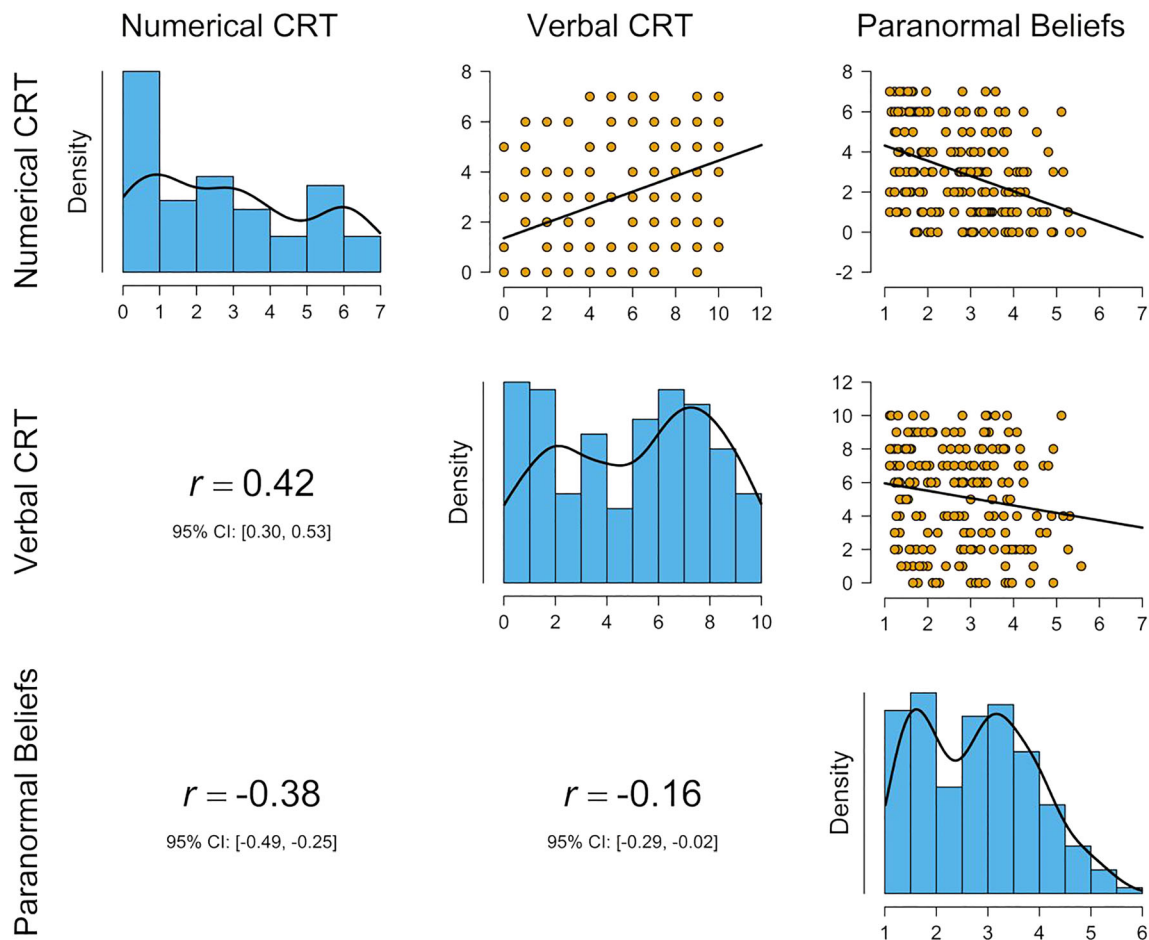 Numerical CRT Verbal CRT Paranormal Beliefs
Numerical CRT
Density
0 1 2 3 4 5 6 7
8
6
4
2
0
0 2 4 6 8 10 12
8
6
4
2
0
-2
1 2 3 4 5 6 7
Verbal CRT
r = 0.42
95% CI: [0.30, 0.53]
Density
0 2 4 6 8 10
12
10
8
6
4
2
0
1 2 3 4 5 6 7
Paranormal Beliefs
r = -0.38
95% CI: [-0.49, -0.25]
r = -0.16
95% CI: [-0.29, -0.02]
Density
1 2 3 4 5 6